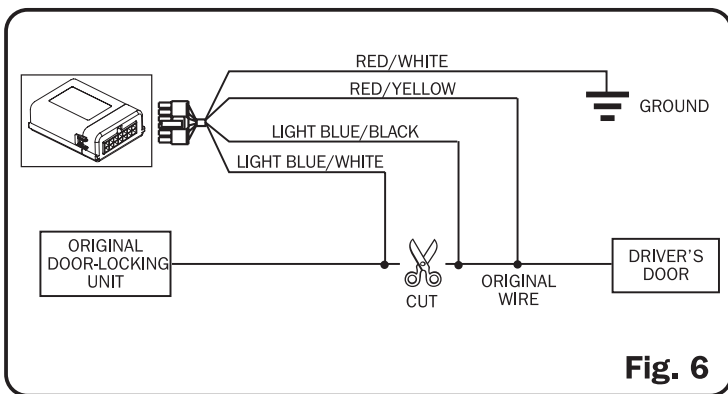 RED/WHITE
RED/YELLOW
GROUND
LIGHT BLUE/BLACK
LIGHT BLUE/WHITE
ORIGINAL
DOOR-LOCKING
UNIT
CUT
ORIGINAL
WIRE
DRIVER'S
DOOR
Fig. 6